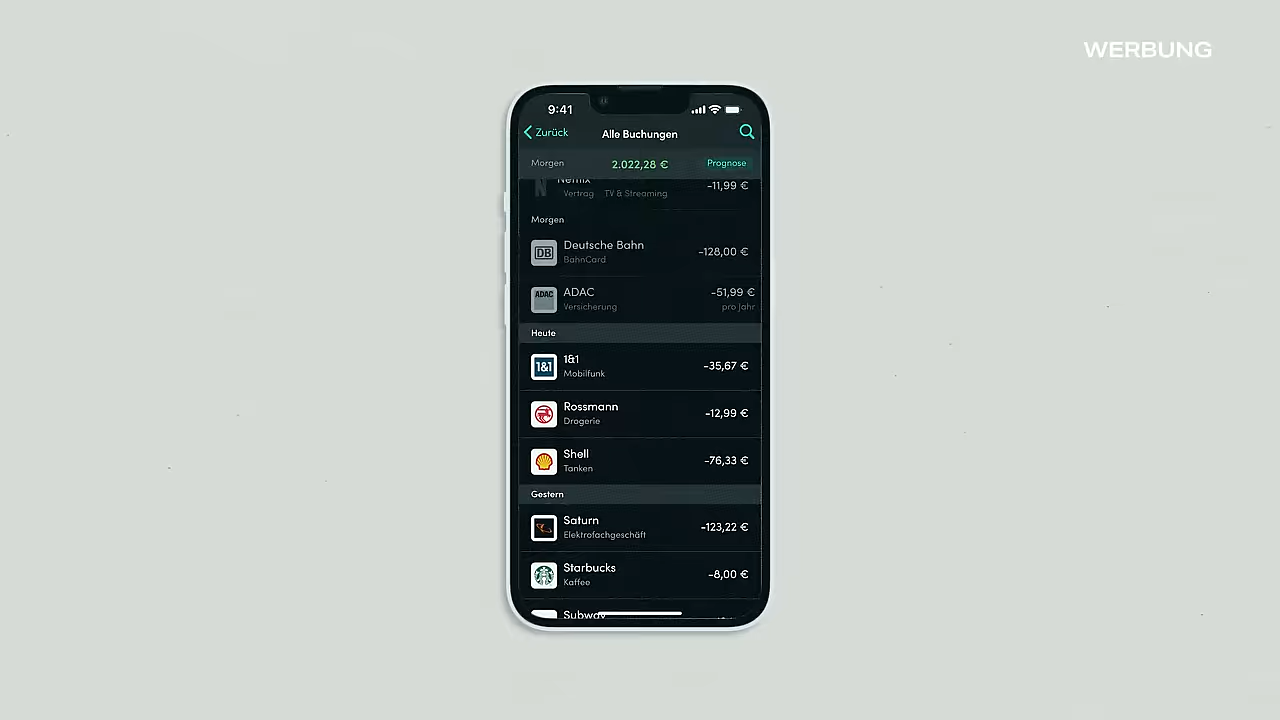 WERBUNG
9:41
Zurück
Alle Buchungen
Morgen
2.022,28 €
Prognose
Netflix
-11,99 €
Vertrag
TV & Streaming
Morgen
DB
Deutsche Bahn
-128,00 €
BahnCard
ADAC
ADAC
-51,99 €
Versicherung
pro Jahr
Heute
1&1
1&1
-35,67 €
Mobilfunk
Rossmann
-12,99 €
Drogerie
Shell
-76,33 €
Tanken
Gestern
Saturn
-123,22 €
Elektrofachgeschäft
Starbucks
-8,00 €
Kaffee
Subway